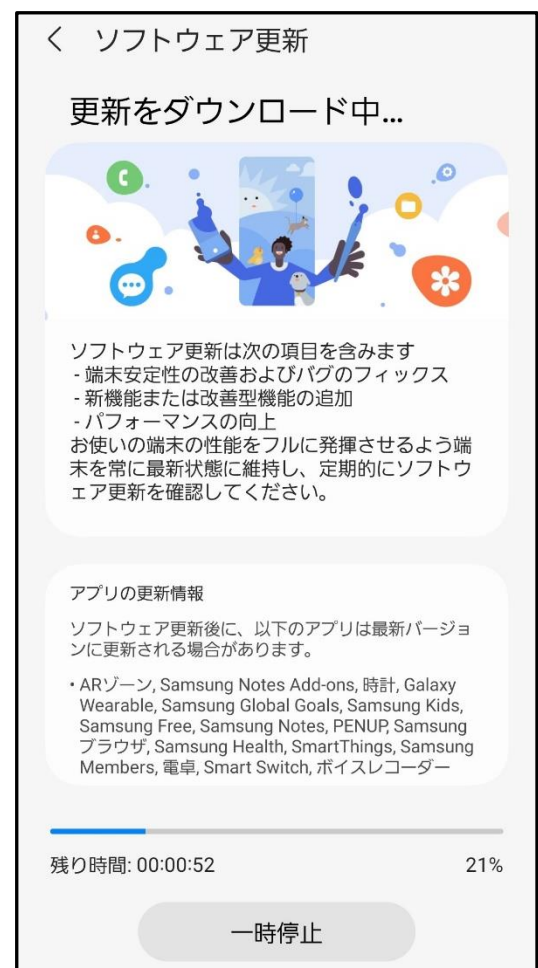 ソフトウェア更新
更新をダウンロード中...
ソフトウェア更新は次の項目を含みます
- 端末安定性の改善およびバグのフィックス
- 新機能または改善型機能の追加
- パフォーマンスの向上
お使いの端末の性能をフルに発揮させるよう端
末を常に最新状態に維持し、定期的にソフトウ
ェア更新を確認してください。
アプリの更新情報
ソフトウェア更新後に、以下のアプリは最新バージョ
ンに更新される場合があります。
• ARゾーン, Samsung Notes Add-ons, 時計, Galaxy
Wearable, Samsung Global Goals, Samsung Kids,
Samsung Free, Samsung Notes, PENUP, Samsung
ブラウザ, Samsung Health, SmartThings, Samsung
Members, 電卓, Smart Switch, ボイスレコーダー
残り時間: 00:00:52 21%
一時停止